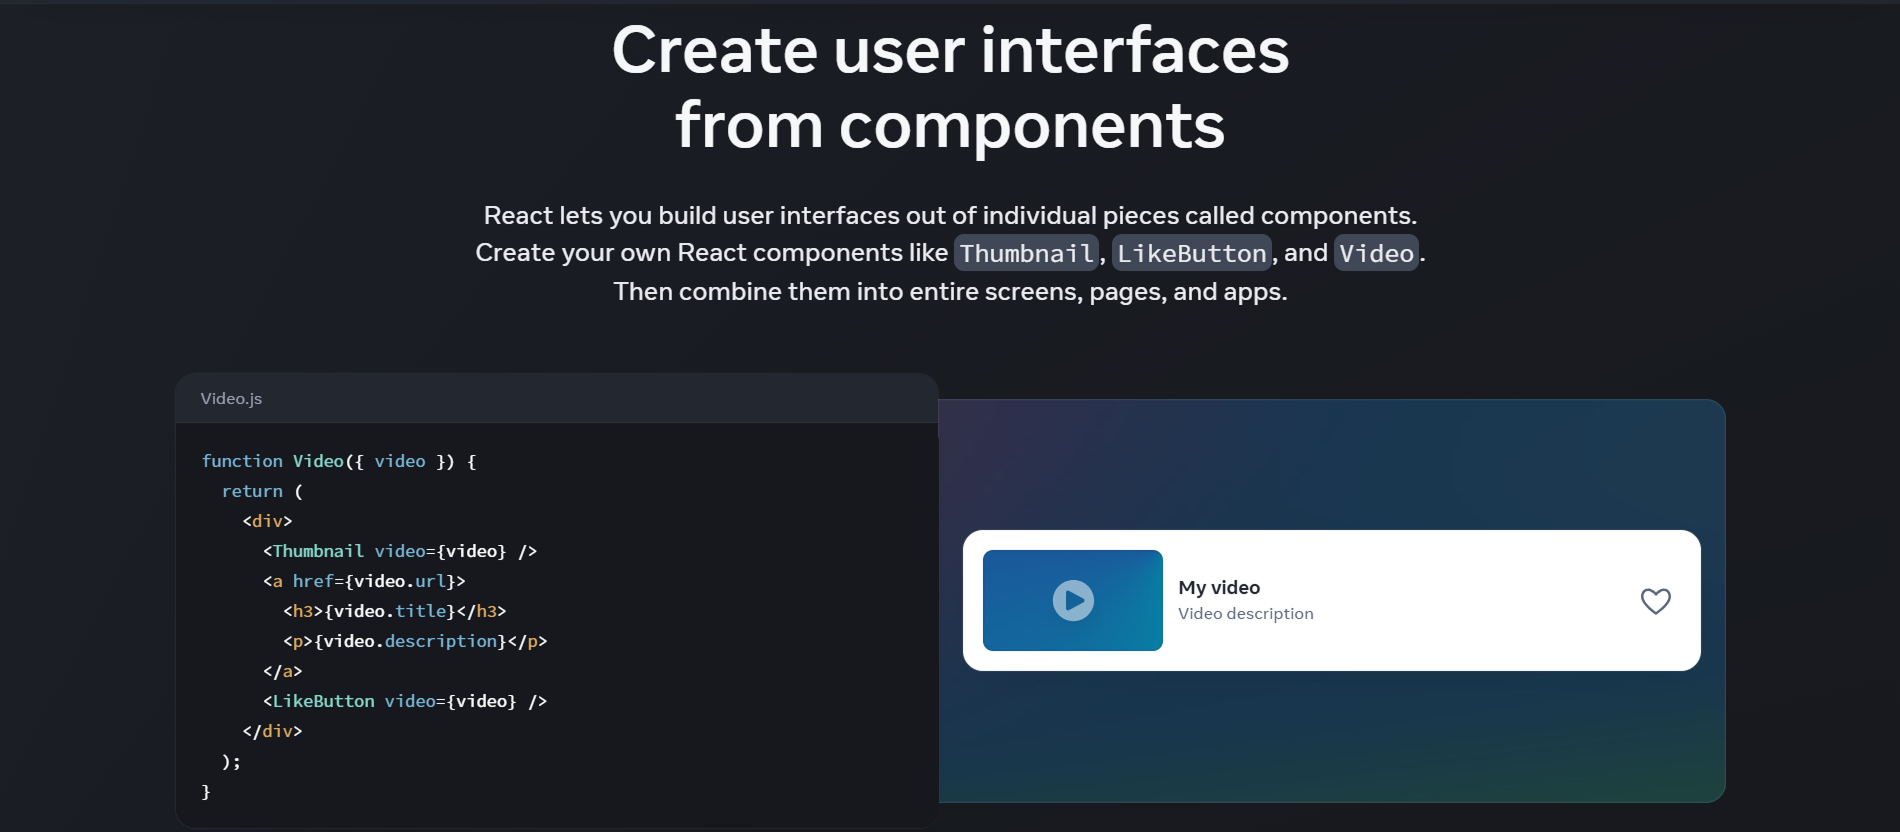 Create user interfaces
from components
React lets you build user interfaces out of individual pieces called components.
Create your own React components like Thumbnail, LikeButton, and Video.
Then combine them into entire screens, pages, and apps.
Video.js
function Video({ video }) {
  return (
    <div>
      <Thumbnail video={video} />
      <a href={video.url}>
        <h3>{video.title}</h3>
        <p>{video.description}</p>
      </a>
      <LikeButton video={video} />
    </div>
  );
}
My video
Video description